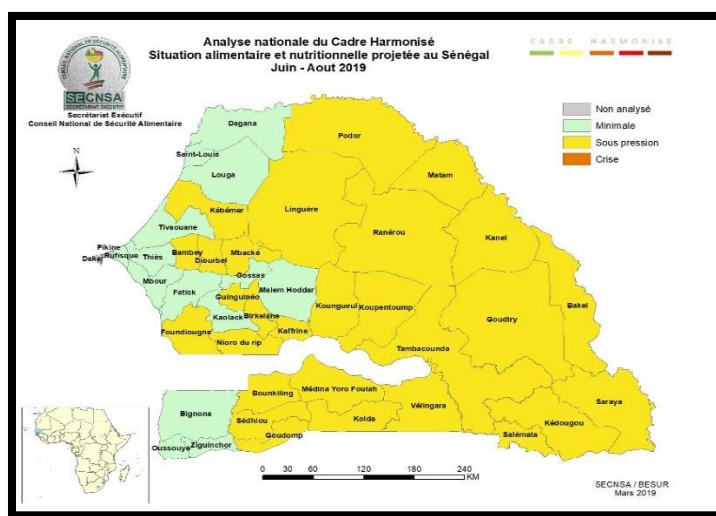 Analyse nationale du Cadre Harmonisé
Situation alimentaire et nutritionnelle projetée au Sénégal
Juin - Aout 2019
CADRE HARMONISE
SECNSA
Secrétariat Exécutif
Conseil National de Sécurité Alimentaire
N
Non analysé
Minimale
Sous pression
Crise
Dagana
Podor
Saint-Louis
Louga
Matam
Kébémer
Linguère
Tivaouane
Ranérou
Kanel
Pikine
Dakar
Rufisque
Thiès
Bambey
Diourbel
Mbacké
Mbour
Gossas
Fatick
Guinguinéo
Malem Hoddar
Koungueul
Koupentoump
Goudiry
Bakel
Kaolack
Birkelane
Foundiougne
Kaffrine
Nioro du rip
Tambacounda
Bounkiling
Médina Yoro Foulah
Bignona
Sédhiou
Kolda
Vélingara
Saraya
Goudomp
Kédougou
Oussouye
Ziguinchor
Salémata
0 30 60 120 180 240
KM
SECNSA / BESUR
Mars 2019